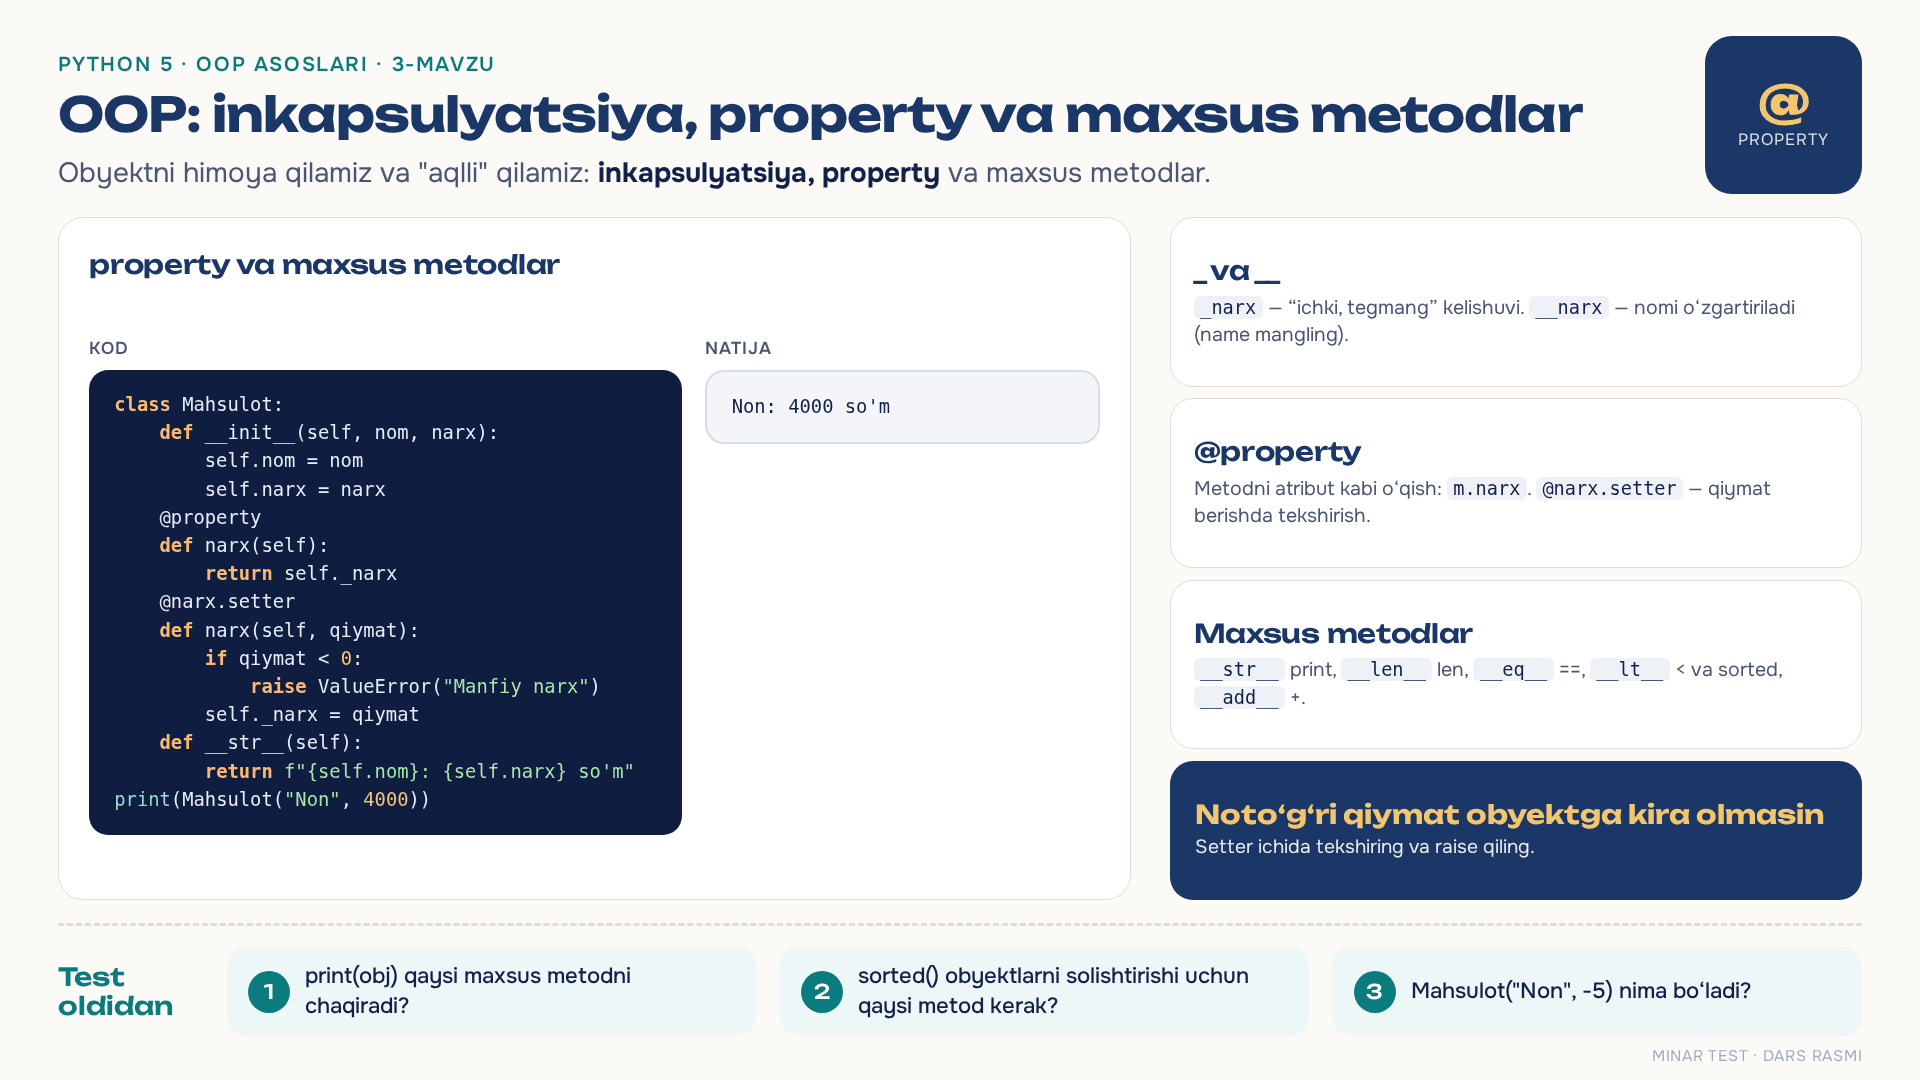 PYTHON 5 · OOP ASOSLARI · 3-MAVZU
OOP: inkapsulyatsiya, property va maxsus metodlar
Obyektni himoya qilamiz va "aqlli" qilamiz: inkapsulyatsiya, property va maxsus metodlar.
@
PROPERTY
property va maxsus metodlar
KOD
class Mahsulot:
    def __init__(self, nom, narx):
        self.nom = nom
        self.narx = narx
    @property
    def narx(self):
        return self._narx
    @narx.setter
    def narx(self, qiymat):
        if qiymat < 0:
            raise ValueError("Manfiy narx")
        self._narx = qiymat
    def __str__(self):
        return f"{self.nom}: {self.narx} so'm"
print(Mahsulot("Non", 4000))
NATIJA
Non: 4000 so'm
_ va __
_narx — “ichki, tegmang” kelishuvi. __narx — nomi o‘zgartiriladi
(name mangling).
@property
Metodni atribut kabi o‘qish: m.narx. @narx.setter — qiymat
berishda tekshirish.
Maxsus metodlar
__str__ print, __len__ len, __eq__ ==, __lt__ < va sorted,
__add__ +.
Noto‘g‘ri qiymat obyektga kira olmasin
Setter ichida tekshiring va raise qiling.
Test
oldidan
1 print(obj) qaysi maxsus metodni
chaqiradi?
2 sorted() obyektlarni solishtirishi uchun
qaysi metod kerak?
3 Mahsulot("Non", -5) nima bo‘ladi?
MINAR TEST · DARS RASMI